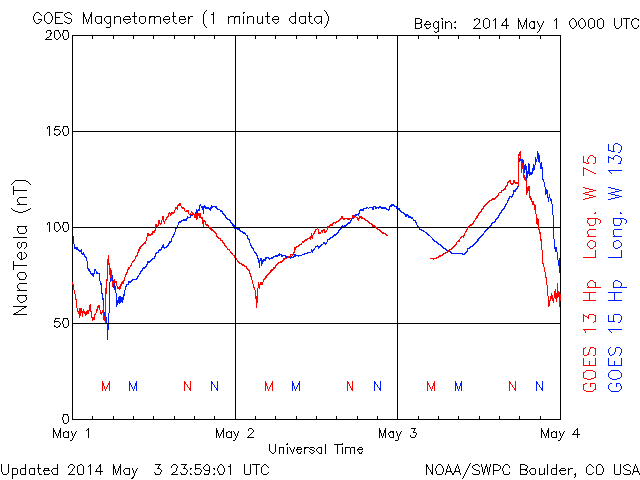 GOES Magnetometer (1 minute data)
Begin: 2014 May 1 0000 UTC
200
150
100
50
0
NanoTesla (nT)
M M N N M M N N M M N N
May 1 May 2 May 3 May 4
Universal Time
GOES 13 Hp Long. W 75
GOES 15 Hp Long. W 135
Updated 2014 May 3 23:59:01 UTC
NOAA/SWPC Boulder, CO USA